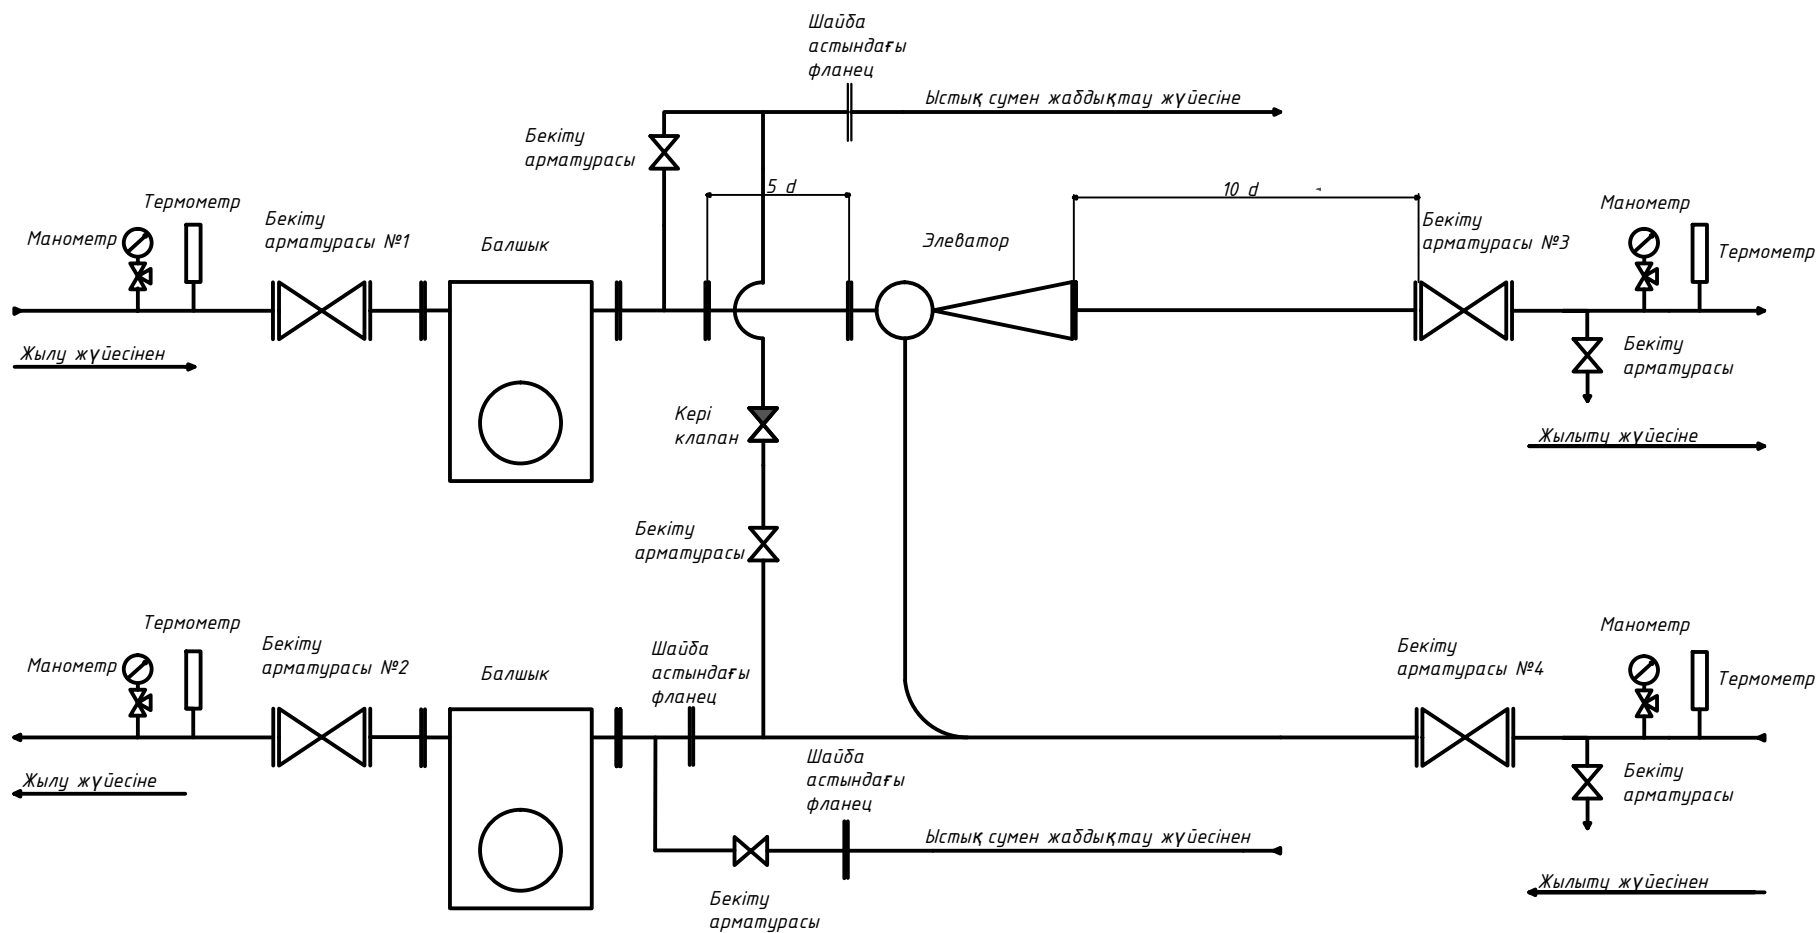 Шайба
астындағы
фланец
Ыстық сумен жабдықтау жүйесіне
Бекіту
арматурасы
5 d
10 d
Термометр
Манометр
Бекіту
арматурасы №1
Балшык
Элеватор
Бекіту
арматурасы №3
Манометр
Термометр
Жылу жүйесінен
Бекіту
арматурасы
Кері
клапан
Жылыту жүйесіне
Бекіту
арматурасы
Термометр
Манометр
Бекіту
арматурасы №2
Балшык
Шайба
астындағы
фланец
Бекіту
арматурасы №4
Манометр
Термометр
Жылу жүйесіне
Шайба
астындағы
фланец
Бекіту
арматурасы
Ыстық сумен жабдықтау жүйесінен
Бекіту
арматурасы
Жылыту жүйесінен